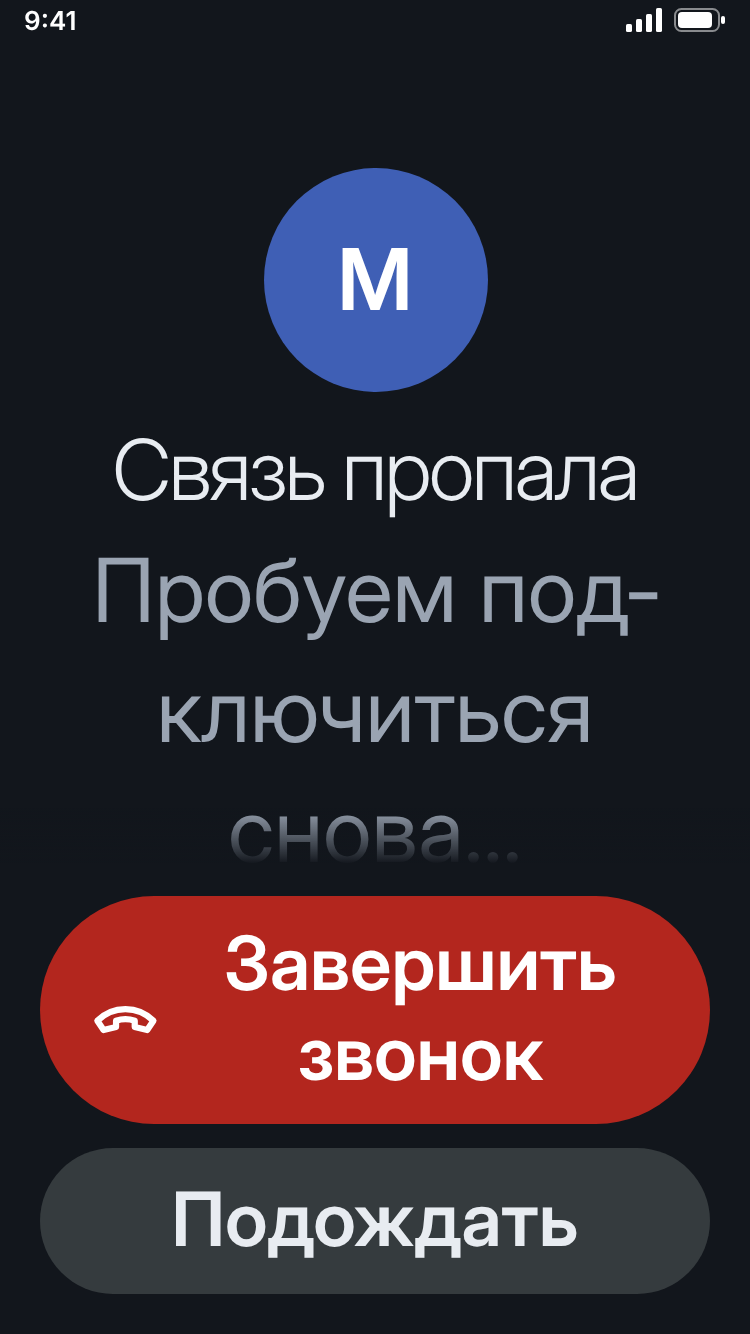 9:41
М
Связь пропала
Пробуем под-
ключиться
снова...
Завершить
звонок
Подождать